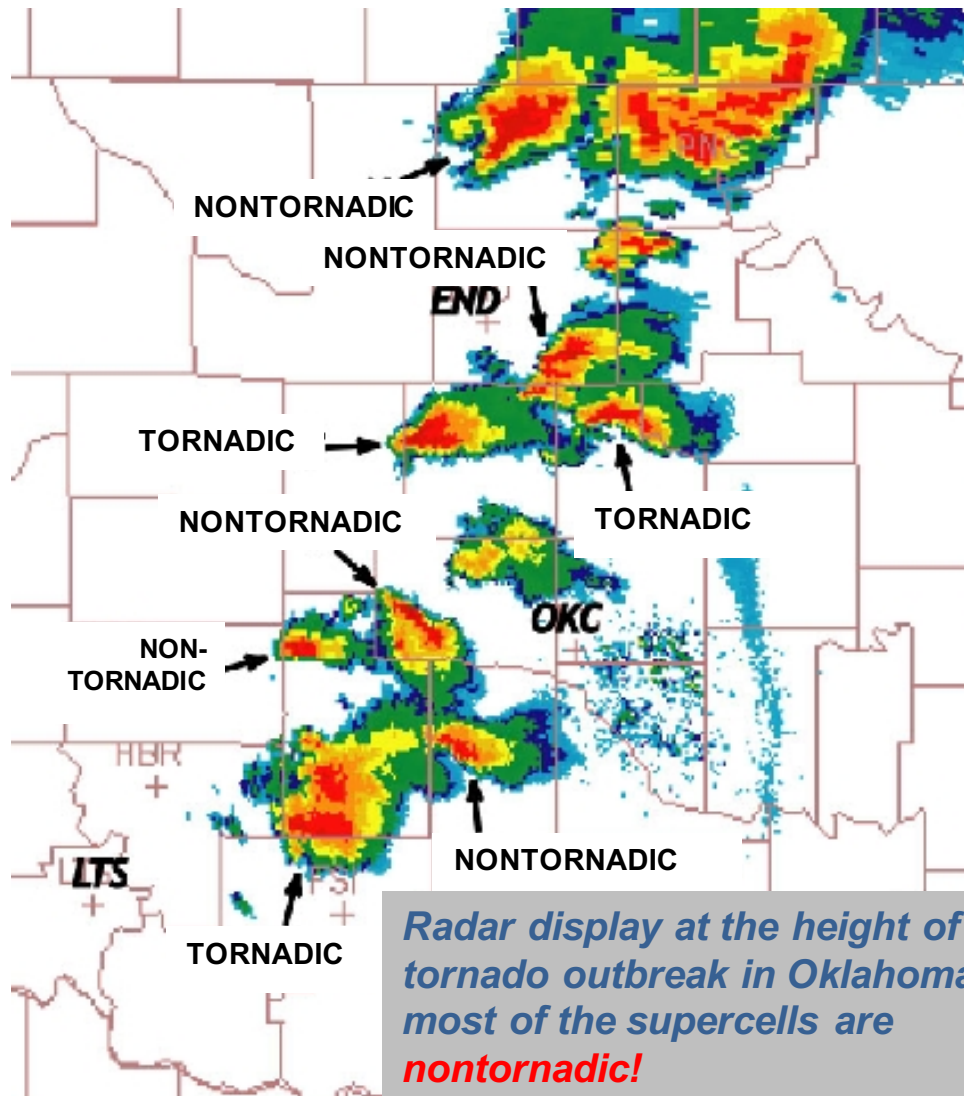 PNC
NONTORNADIC
NONTORNADIC
END
TORNADIC
NONTORNADIC
TORNADIC
OKC
NON-
TORNADIC
HBR
NONTORNADIC
LTS
TORNADIC
Radar display at the height of
tornado outbreak in Oklahoma
most of the supercells are
nontornadic!